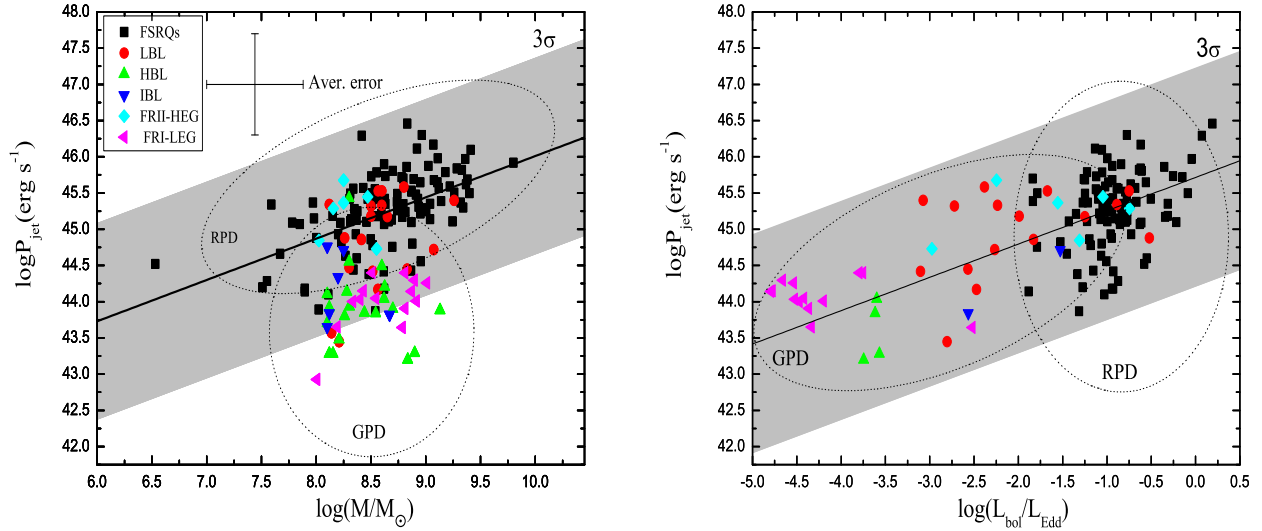 48.0
47.5
47.0
46.5
46.0
45.5
45.0
44.5
44.0
43.5
43.0
42.5
42.0
logP_jet(erg s⁻¹)
FSRQs
LBL
HBL
IBL
FRII-HEG
FRI-LEG
Aver. error
3σ
RPD
GPD
6.0 6.5 7.0 7.5 8.0 8.5 9.0 9.5 10.0
log(M/M☉)
48.0
47.5
47.0
46.5
46.0
45.5
45.0
44.5
44.0
43.5
43.0
42.5
42.0
logP_jet(erg s⁻¹)
3σ
GPD
RPD
-5.0 -4.5 -4.0 -3.5 -3.0 -2.5 -2.0 -1.5 -1.0 -0.5 0.0 0.5
log(L_bol/L_Edd)